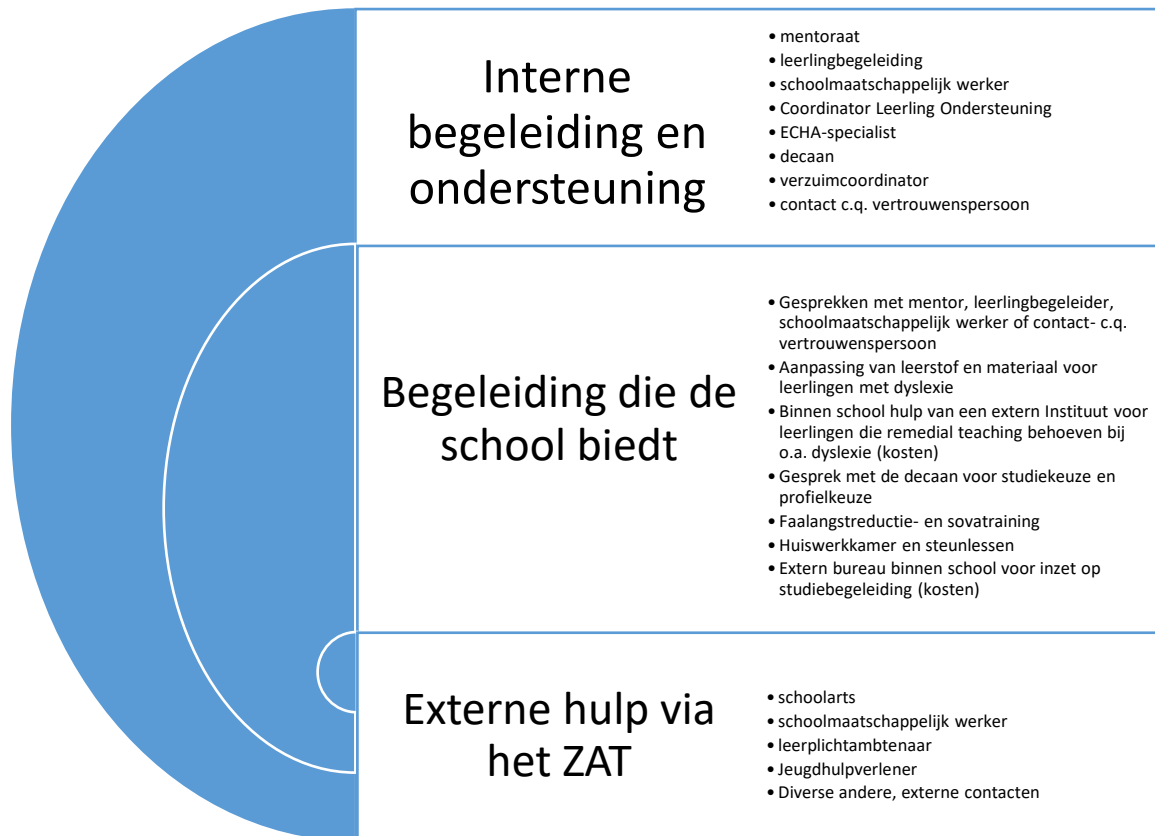 Interne
begeleiding en
ondersteuning
• mentoraat
• leerlingbegeleiding
• schoolmaatschappelijk werker
• Coordinator Leerling Ondersteuning
• ECHA-specialist
• decaan
• verzuimcoordinator
• contact c.q. vertrouwenspersoon
Begeleiding die de
school biedt
• Gesprekken met mentor, leerlingbegeleider,
schoolmaatschappelijk werker of contact- c.q.
vertrouwenspersoon
• Aanpassing van leerstof en materiaal voor
leerlingen met dyslexie
• Binnen school hulp van een extern Instituut voor
leerlingen die remedial teaching behoeven bij
o.a. dyslexie (kosten)
• Gesprek met de decaan voor studiekeuze en
profielkeuze
• Faalangstreductie- en sovatraining
• Huiswerkkamer en steunlessen
• Extern bureau binnen school voor inzet op
studiebegeleiding (kosten)
Externe hulp via
het ZAT
• schoolarts
• schoolmaatschappelijk werker
• leerplichtambtenaar
• Jeugdhulpverlener
• Diverse andere, externe contacten